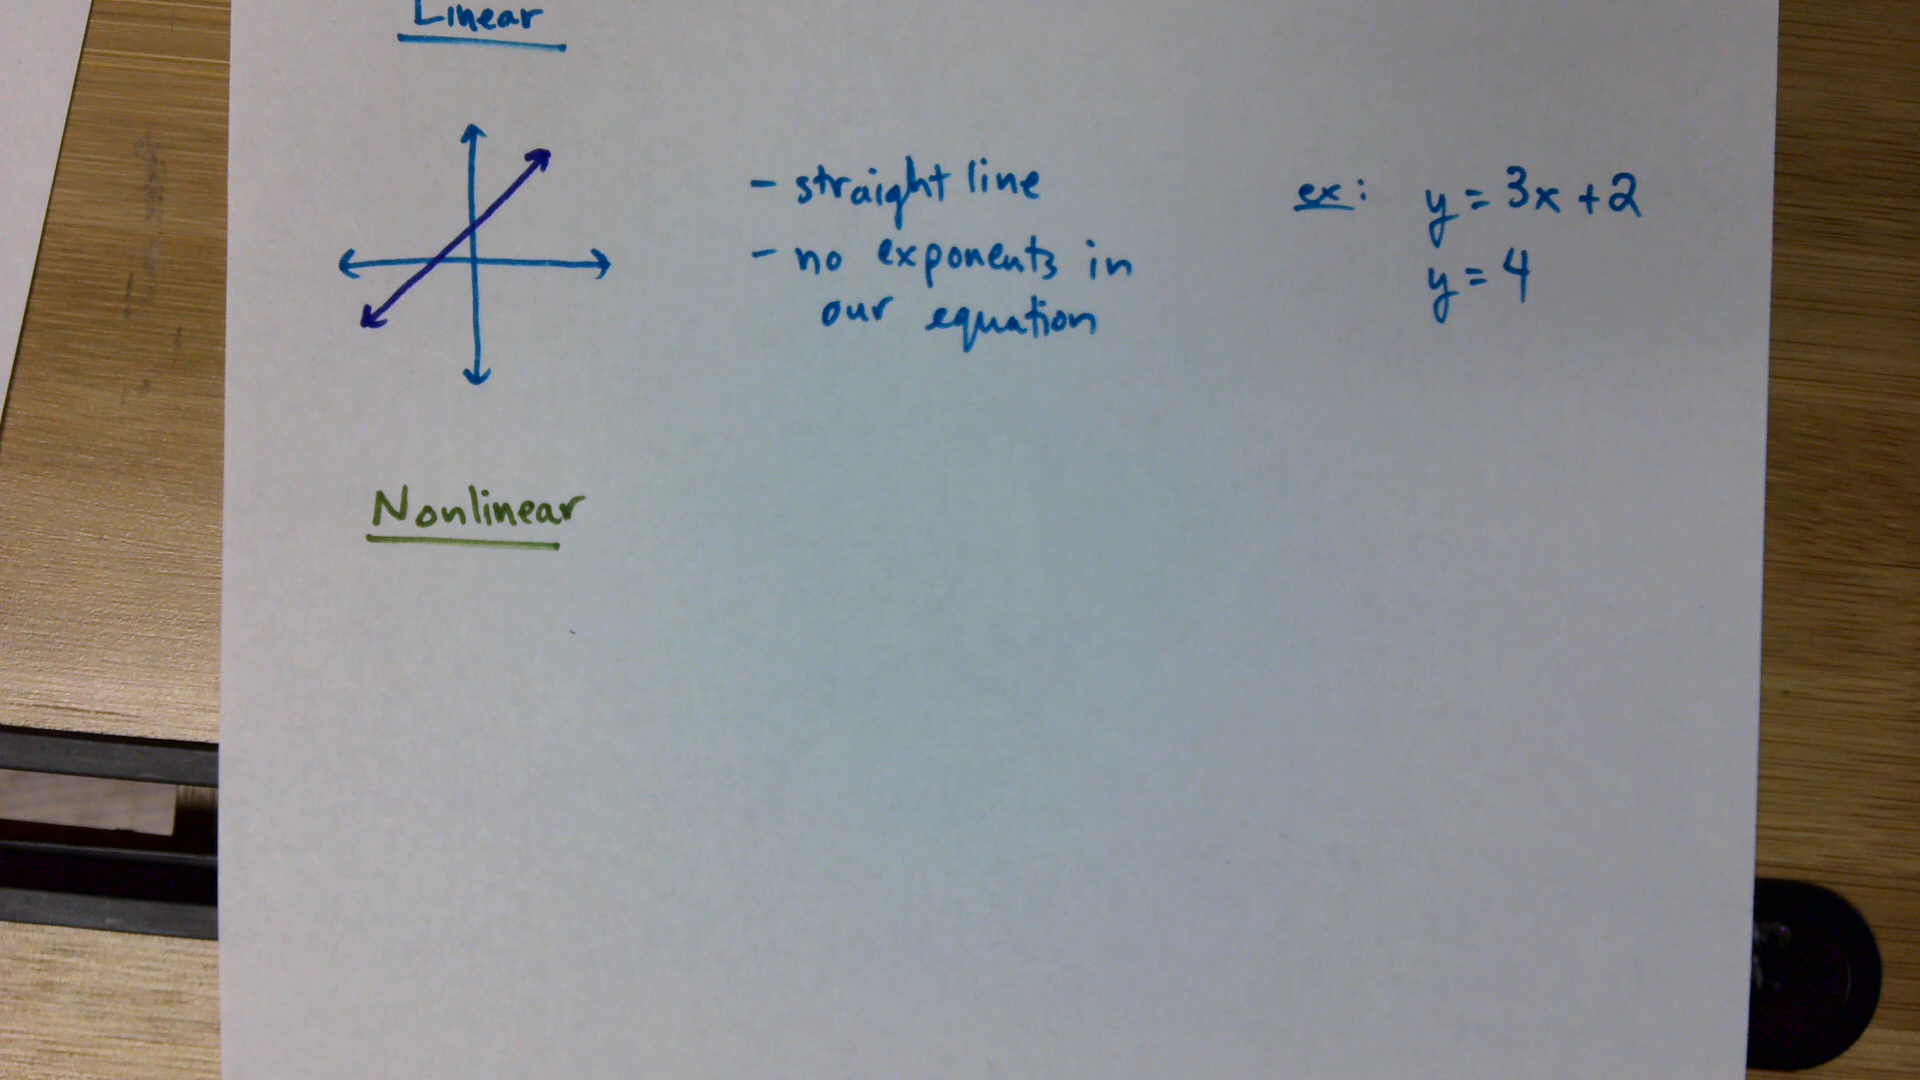 Linear
- straight line
- no exponents in
our equation
ex: y = 3x + 2
y = 4
Nonlinear